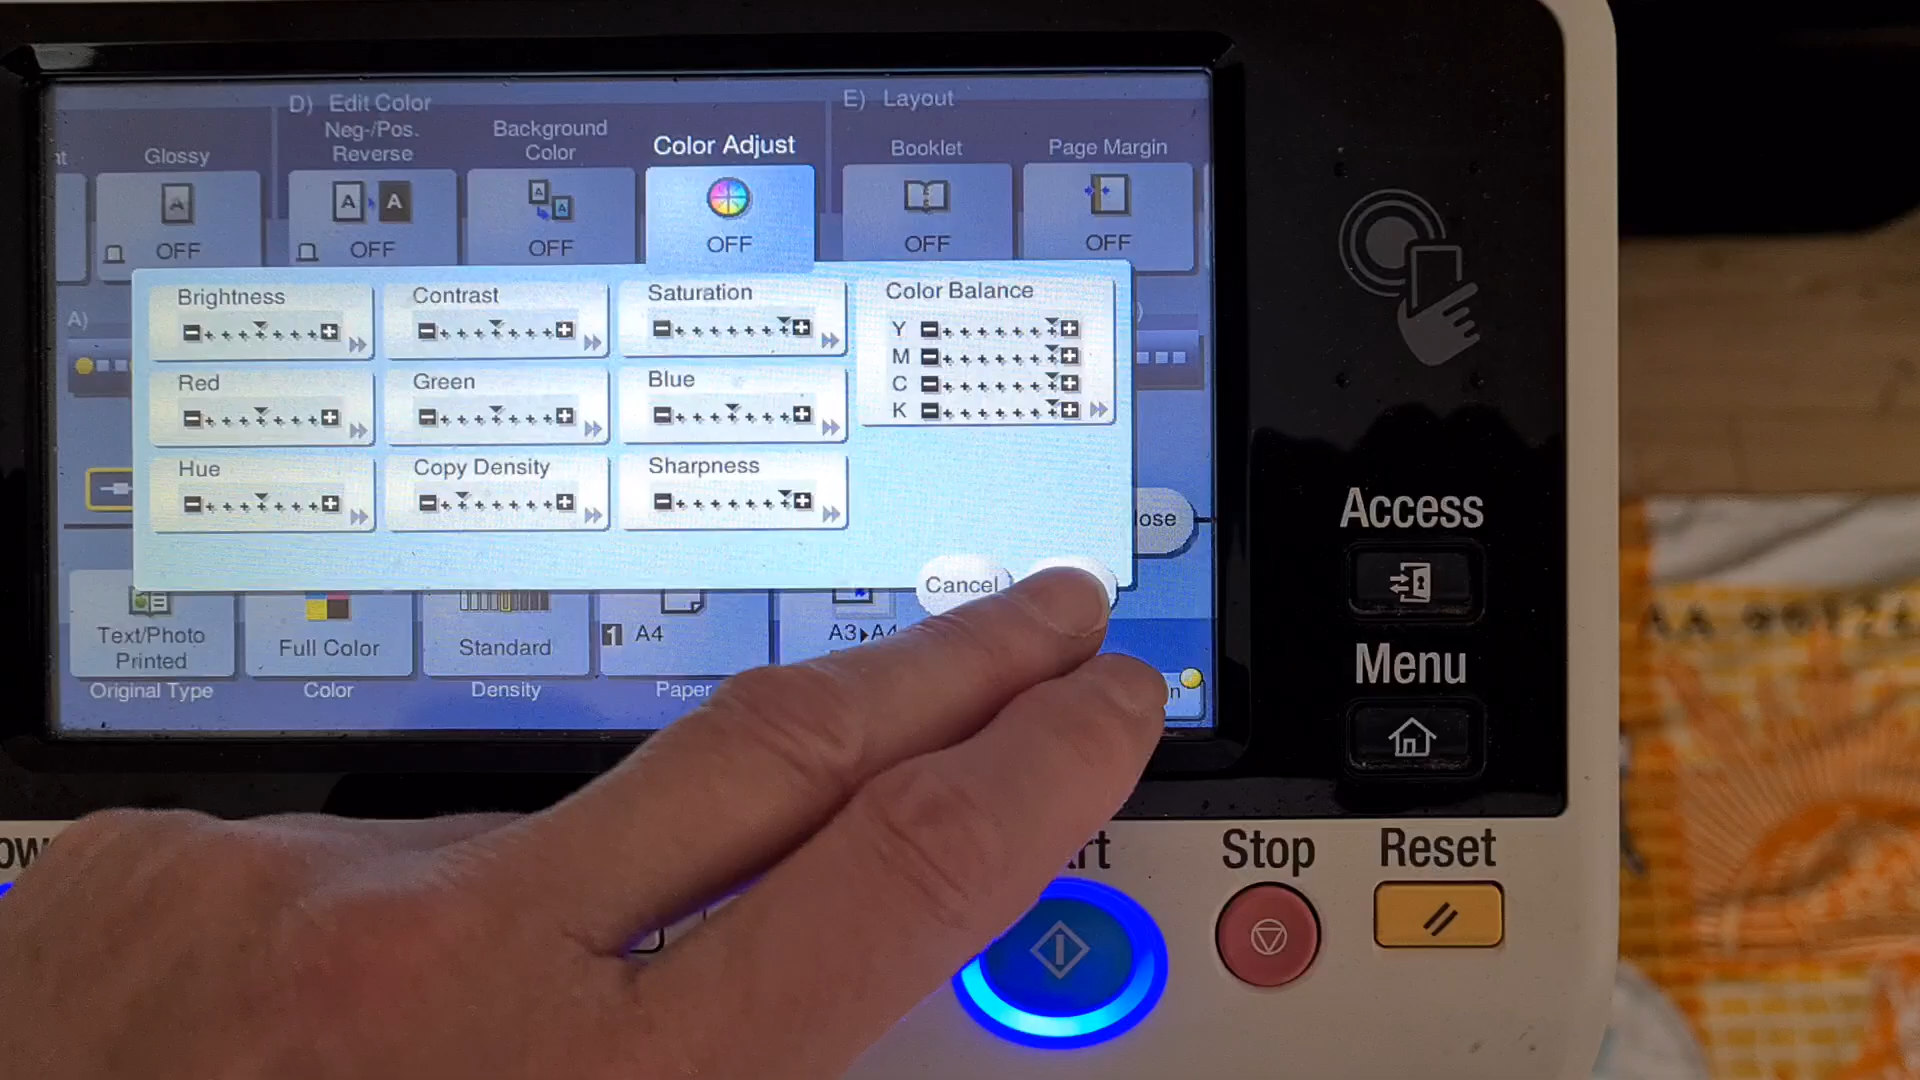 D) Edit Color
E) Layout
Glossy
Neg-/Pos.
Reverse
Background
Color
Color Adjust
Booklet
Page Margin
OFF
OFF
OFF
OFF
OFF
OFF
A)
Brightness
Contrast
Saturation
Color Balance
Y
M
C
K
Red
Green
Blue
Hue
Copy Density
Sharpness
Cancel
lose
Text/Photo
Printed
Full Color
Standard
1 A4
A3▶A4
Original Type
Color
Density
Paper
Access
Menu
Stop
Reset